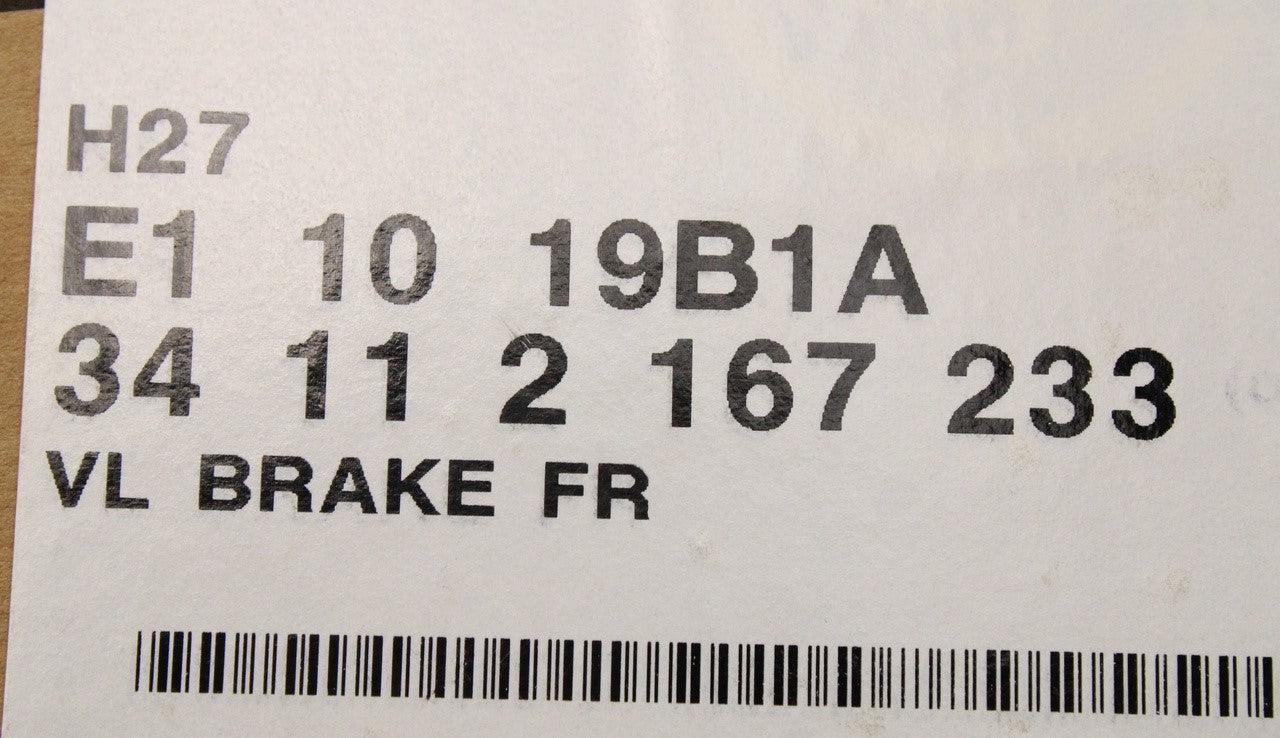 H27
E1 10 19B1A
34 11 2 167 233
VL BRAKE FR